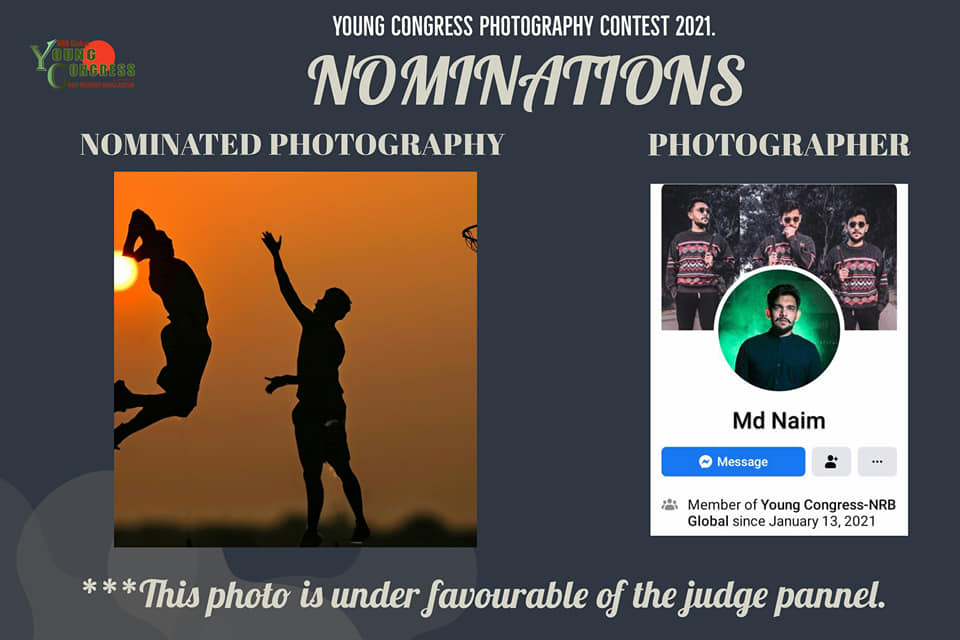 YOUNG CONGRESS PHOTOGRAPHY CONTEST 2021.
YOUNG
CONGRESS
NOMINATIONS
NOMINATED PHOTOGRAPHY
PHOTOGRAPHER
Md Naim
Message
Member of Young Congress-NRB
Global since January 13, 2021
***This photo is under favourable of the judge pannel.